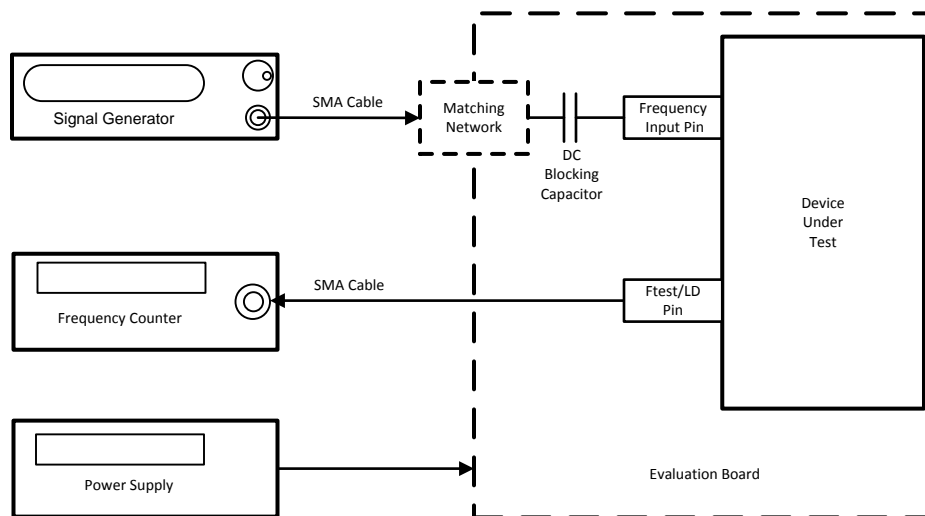 SMA Cable
Signal Generator
Matching
Network
Frequency
Input Pin
DC
Blocking
Capacitor
Device
Under
Test
SMA Cable
Frequency Counter
Ftest/LD
Pin
Power Supply
Evaluation Board